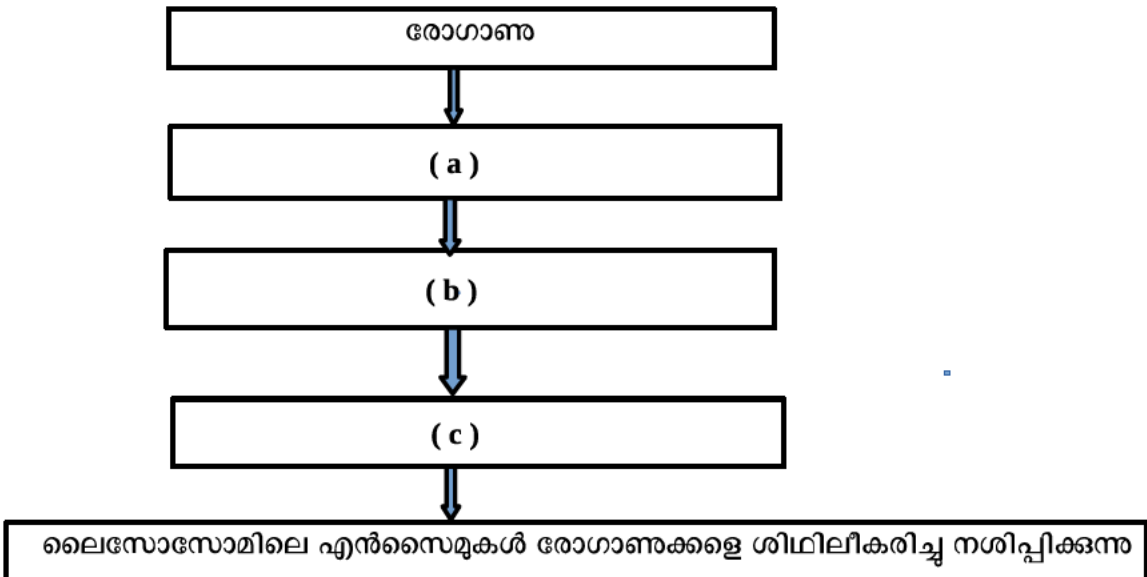 രോഗാണു
( a )
( b )
( c )
ലൈസോസോമിലെ എൻസൈമുകൾ രോഗാണുക്കളെ ശിഥിലീകരിച്ചു നശിപ്പിക്കുന്നു